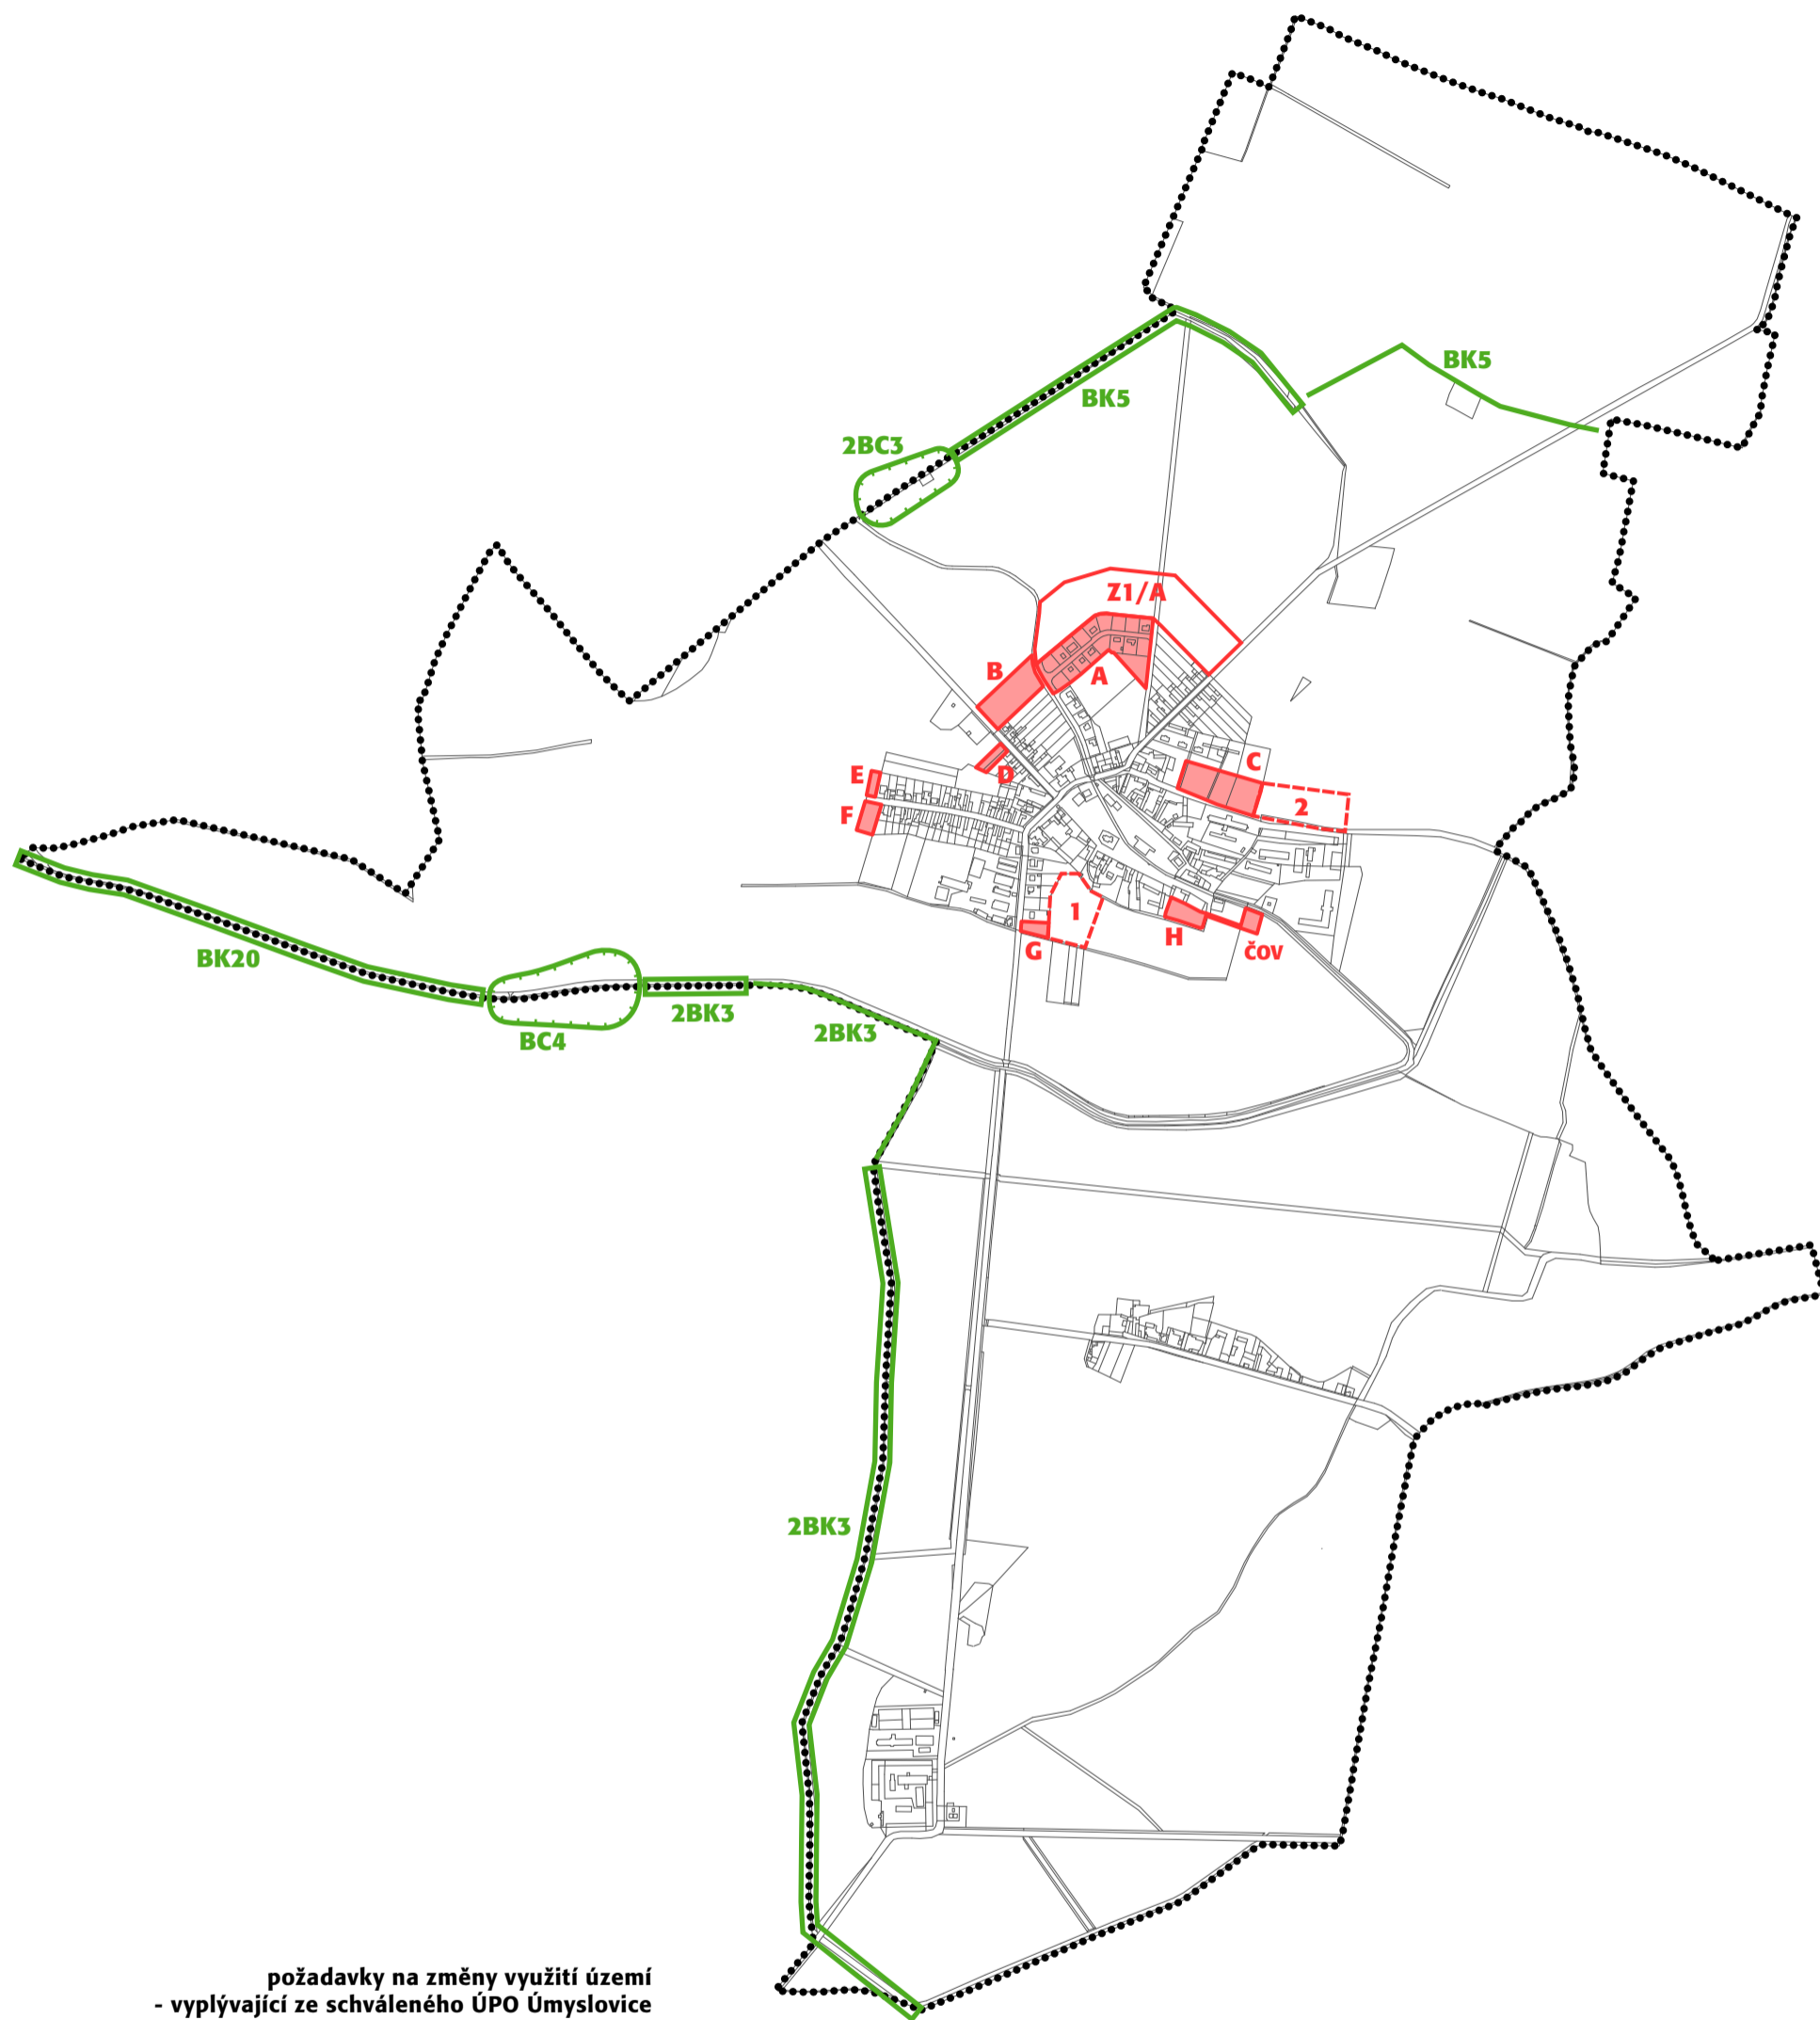 BK5
BK5
2BC3
Z1/A
B
A
C
E
D
2
F
1
H
G
ČOV
BK20
2BK3
2BK3
BC4
2BK3
požadavky na změny využití území
- vyplývající ze schváleného ÚPO Úmyslovice